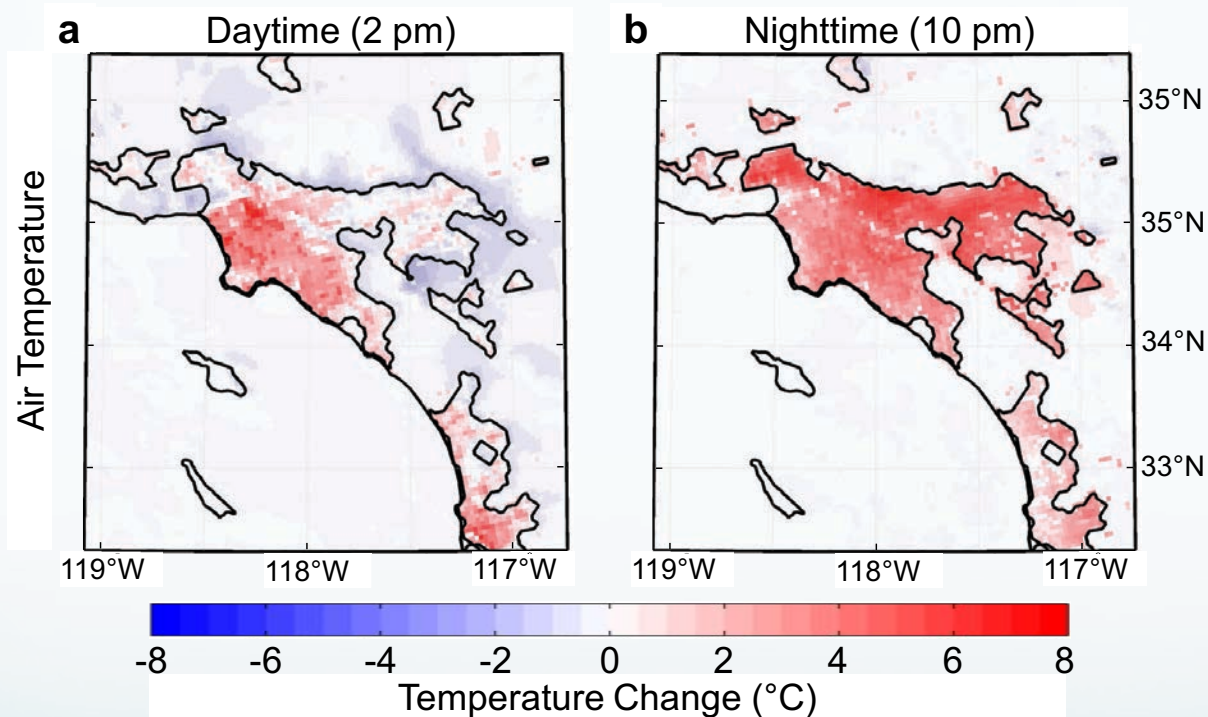 a Daytime (2 pm)
b Nighttime (10 pm)
Air Temperature
35°N
35°N
34°N
33°N
119°W 118°W 117°W
119°W 118°W 117°W
-8 -6 -4 -2 0 2 4 6 8
Temperature Change (°C)